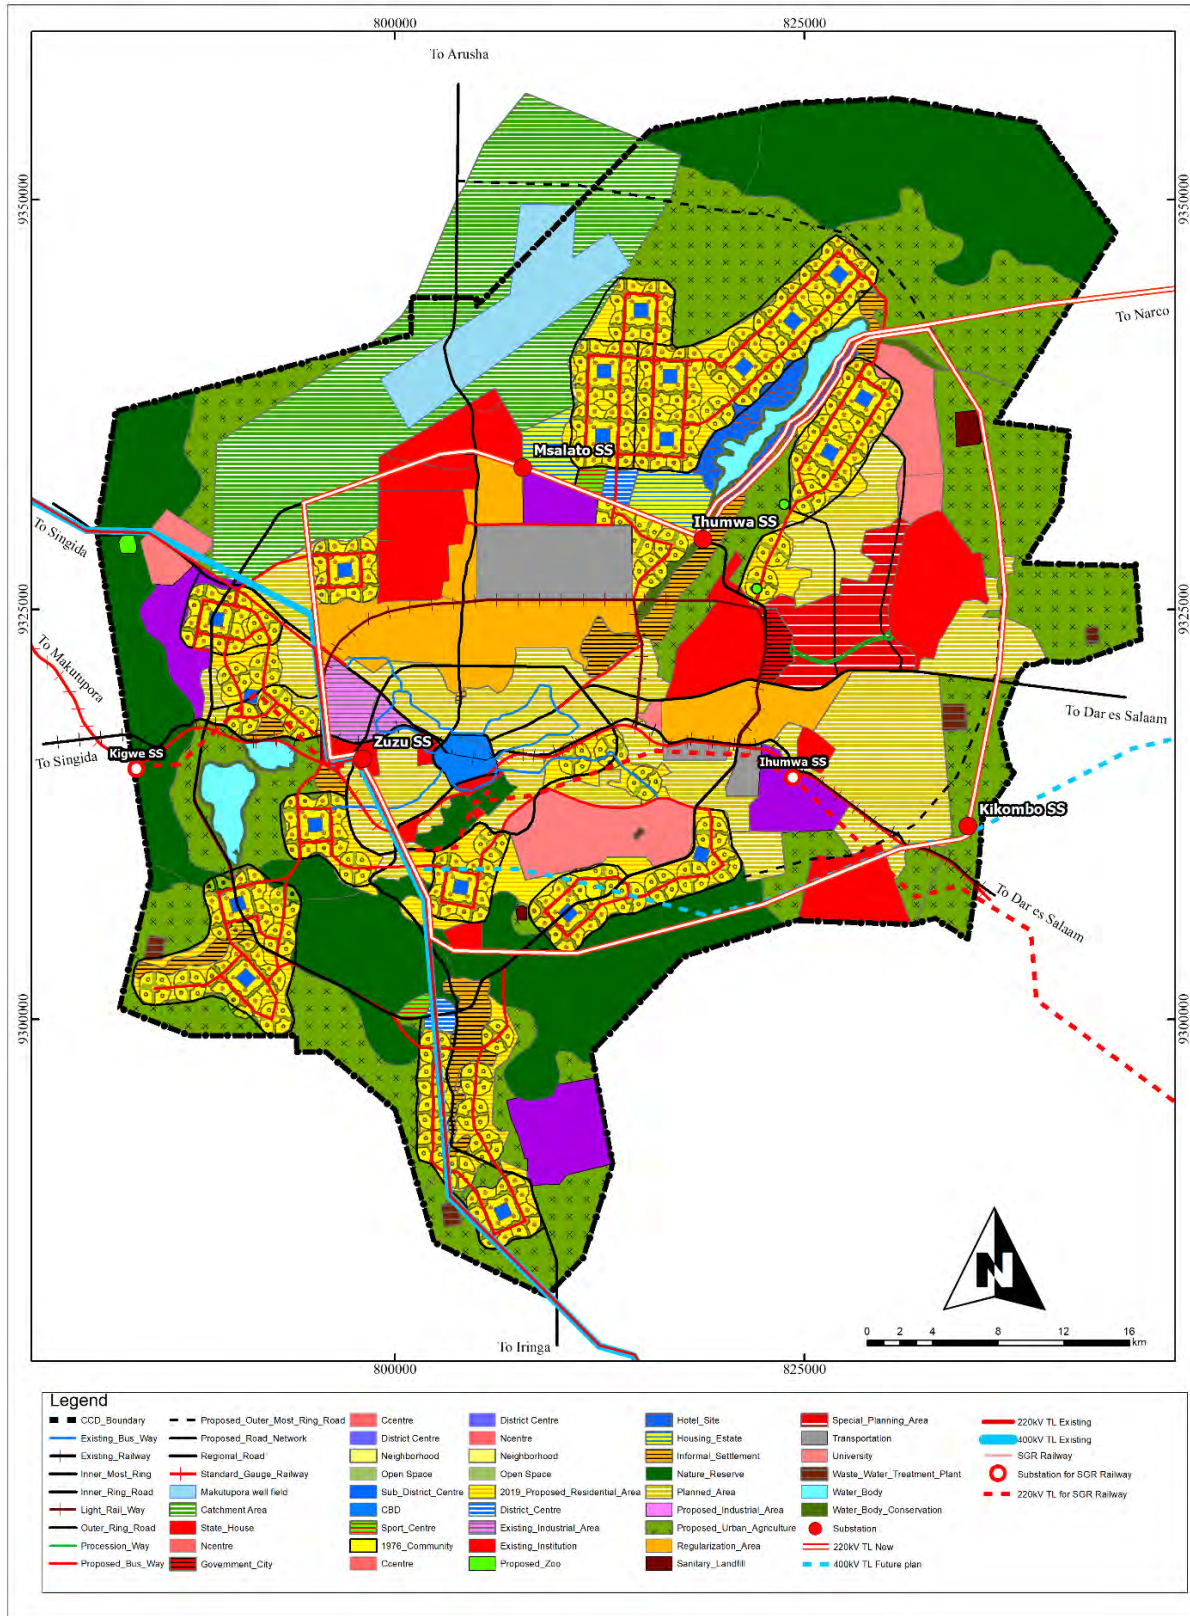 800000 825000
To Arusha
9350000 9350000
To Narco
Msalato SS
Ihumwa SS
To Singida
9325000 9325000
To Makutupora
To Dar es Salaam
Zuzu SS
Kigwe SS
To Singida
Ihumwa SS
Kikombo SS
To Dar es Salaam
9300000 9300000
N
0 2 4 8 12 16
km
To Iringa
800000 825000
Legend
CCD_Boundary
Existing_Bus_Way
Existing_Railway
Inner_Most_Ring
Inner_Ring_Road
Light_Rail_Way
Outer_Ring_Road
Procession_Way
Proposed_Bus_Way
Proposed_Outer_Most_Ring_Road
Proposed_Road_Network
Regional_Road
Standard_Gauge_Railway
Makutupora well field
Catchment Area
State_House
Ncentre
Government_City
Ccentre
District Centre
Neighborhood
Open Space
Sub_District_Centre
CBD
Sport_Centre
1976_Community
Ccentre
District Centre
Ncentre
Neighborhood
Open Space
2019_Proposed_Residential_Area
District_Centre
Existing_Industrial_Area
Existing_Institution
Proposed_Zoo
Hotel_Site
Housing_Estate
Informal_Settlement
Nature_Reserve
Planned_Area
Proposed_Industrial_Area
Proposed_Urban_Agriculture
Regularization_Area
Sanitary_Landfill
Special_Planning_Area
Transportation
University
Waste_Water_Treatment_Plant
Water_Body
Water_Body_Conservation
Substation
220kV TL New
400kV TL Future plan
220kV TL Existing
400kV TL Existing
SGR Railway
Substation for SGR Railway
220kV TL for SGR Railway